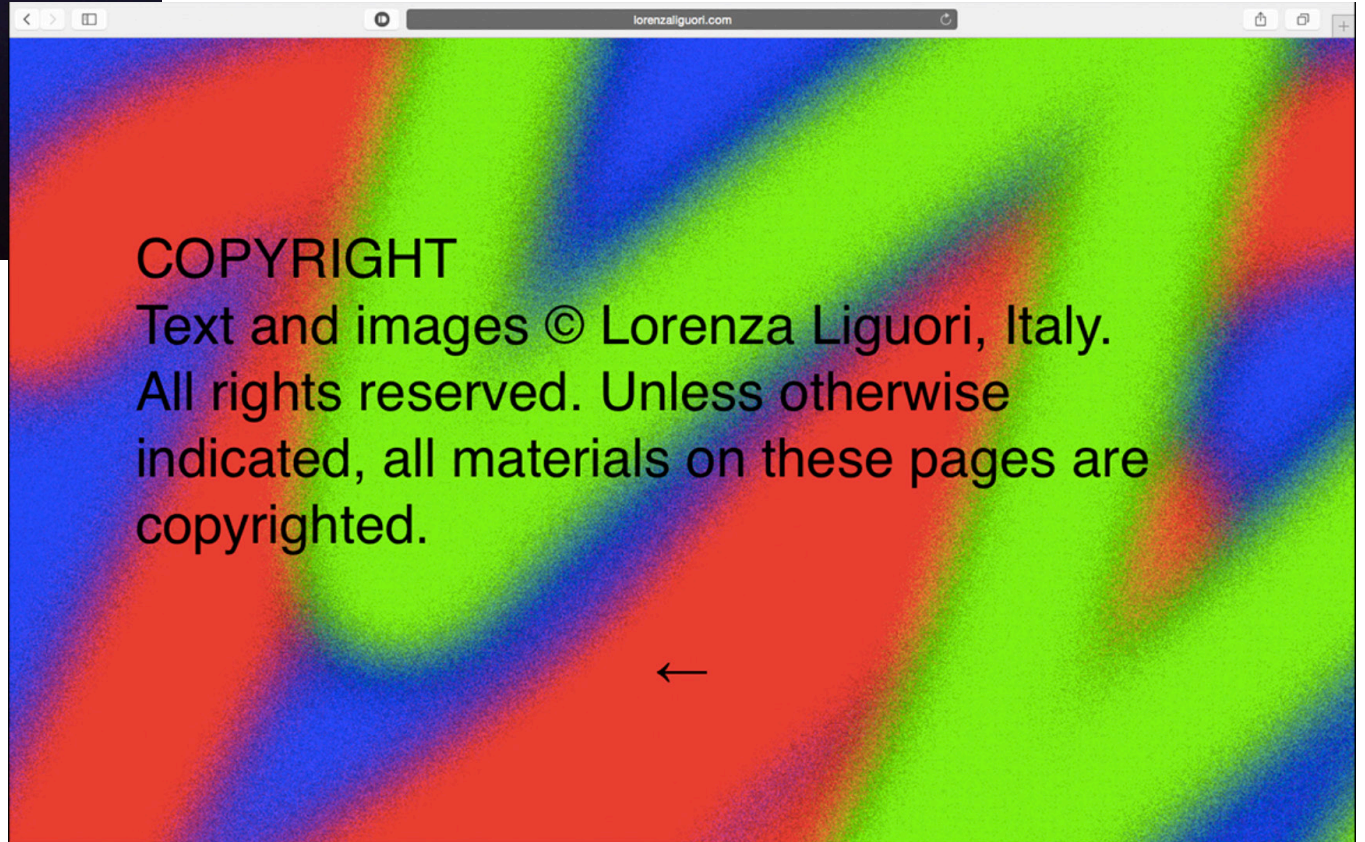 lorenzaliguori.com
COPYRIGHT
Text and images © Lorenza Liguori, Italy.
All rights reserved. Unless otherwise
indicated, all materials on these pages are
copyrighted.
←